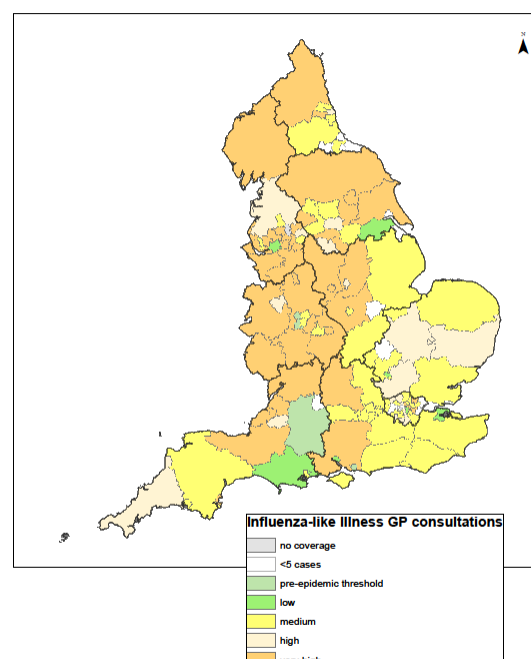 Influenza-like Illness GP consultations
no coverage
<5 cases
pre-epidemic threshold
low
medium
high